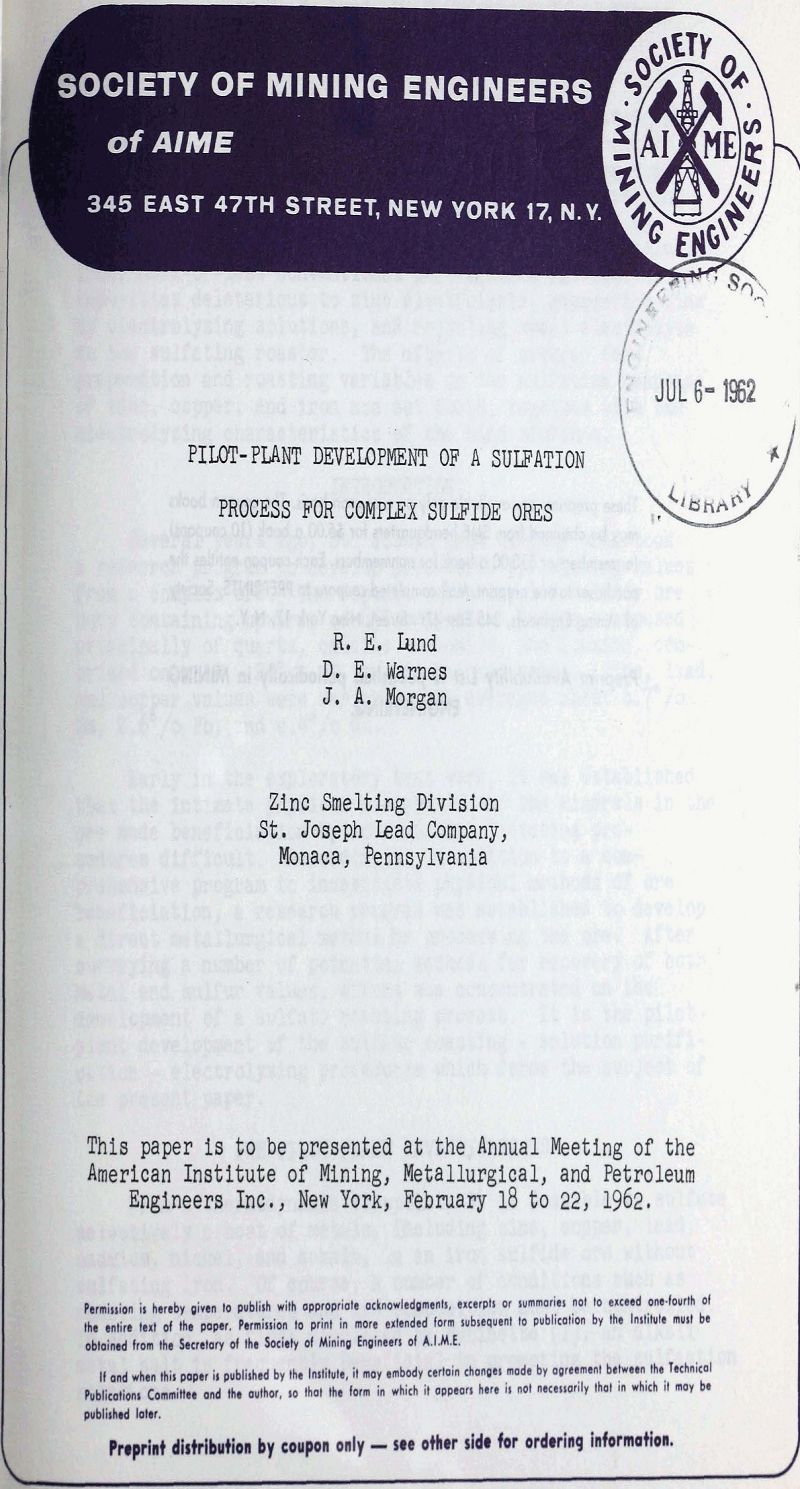 SOCIETY OF MINING ENGINEERS
of AIME
345 EAST 47TH STREET, NEW YORK 17, N.Y.
SOCIETY OF
AIME
MINING ENGINEERS
JUL 6- 1962
LIBRARY
PILOT-PLANT DEVELOPMENT OF A SULFATION
PROCESS FOR COMPLEX SULFIDE ORES
R. E. Lund
D. E. Warnes
J. A. Morgan
Zinc Smelting Division
St. Joseph Lead Company,
Monaca, Pennsylvania
This paper is to be presented at the Annual Meeting of the
American Institute of Mining, Metallurgical, and Petroleum
Engineers Inc., New York, February 18 to 22, 1962.
Permission is hereby given to publish with appropriate acknowledgments, excerpts or summaries not to exceed one-fourth of
the entire text of the paper. Permission to print in more extended form subsequent to publication by the Institute must be
obtained from the Secretary of the Society of Mining Engineers of A.I.M.E.
If and when this paper is published by the Institute, it may embody certain changes made by agreement between the Technical
Publications Committee and the author, so that the form in which it appears here is not necessarily that in which it may be
published later.
Preprint distribution by coupon only — see other side for ordering information.